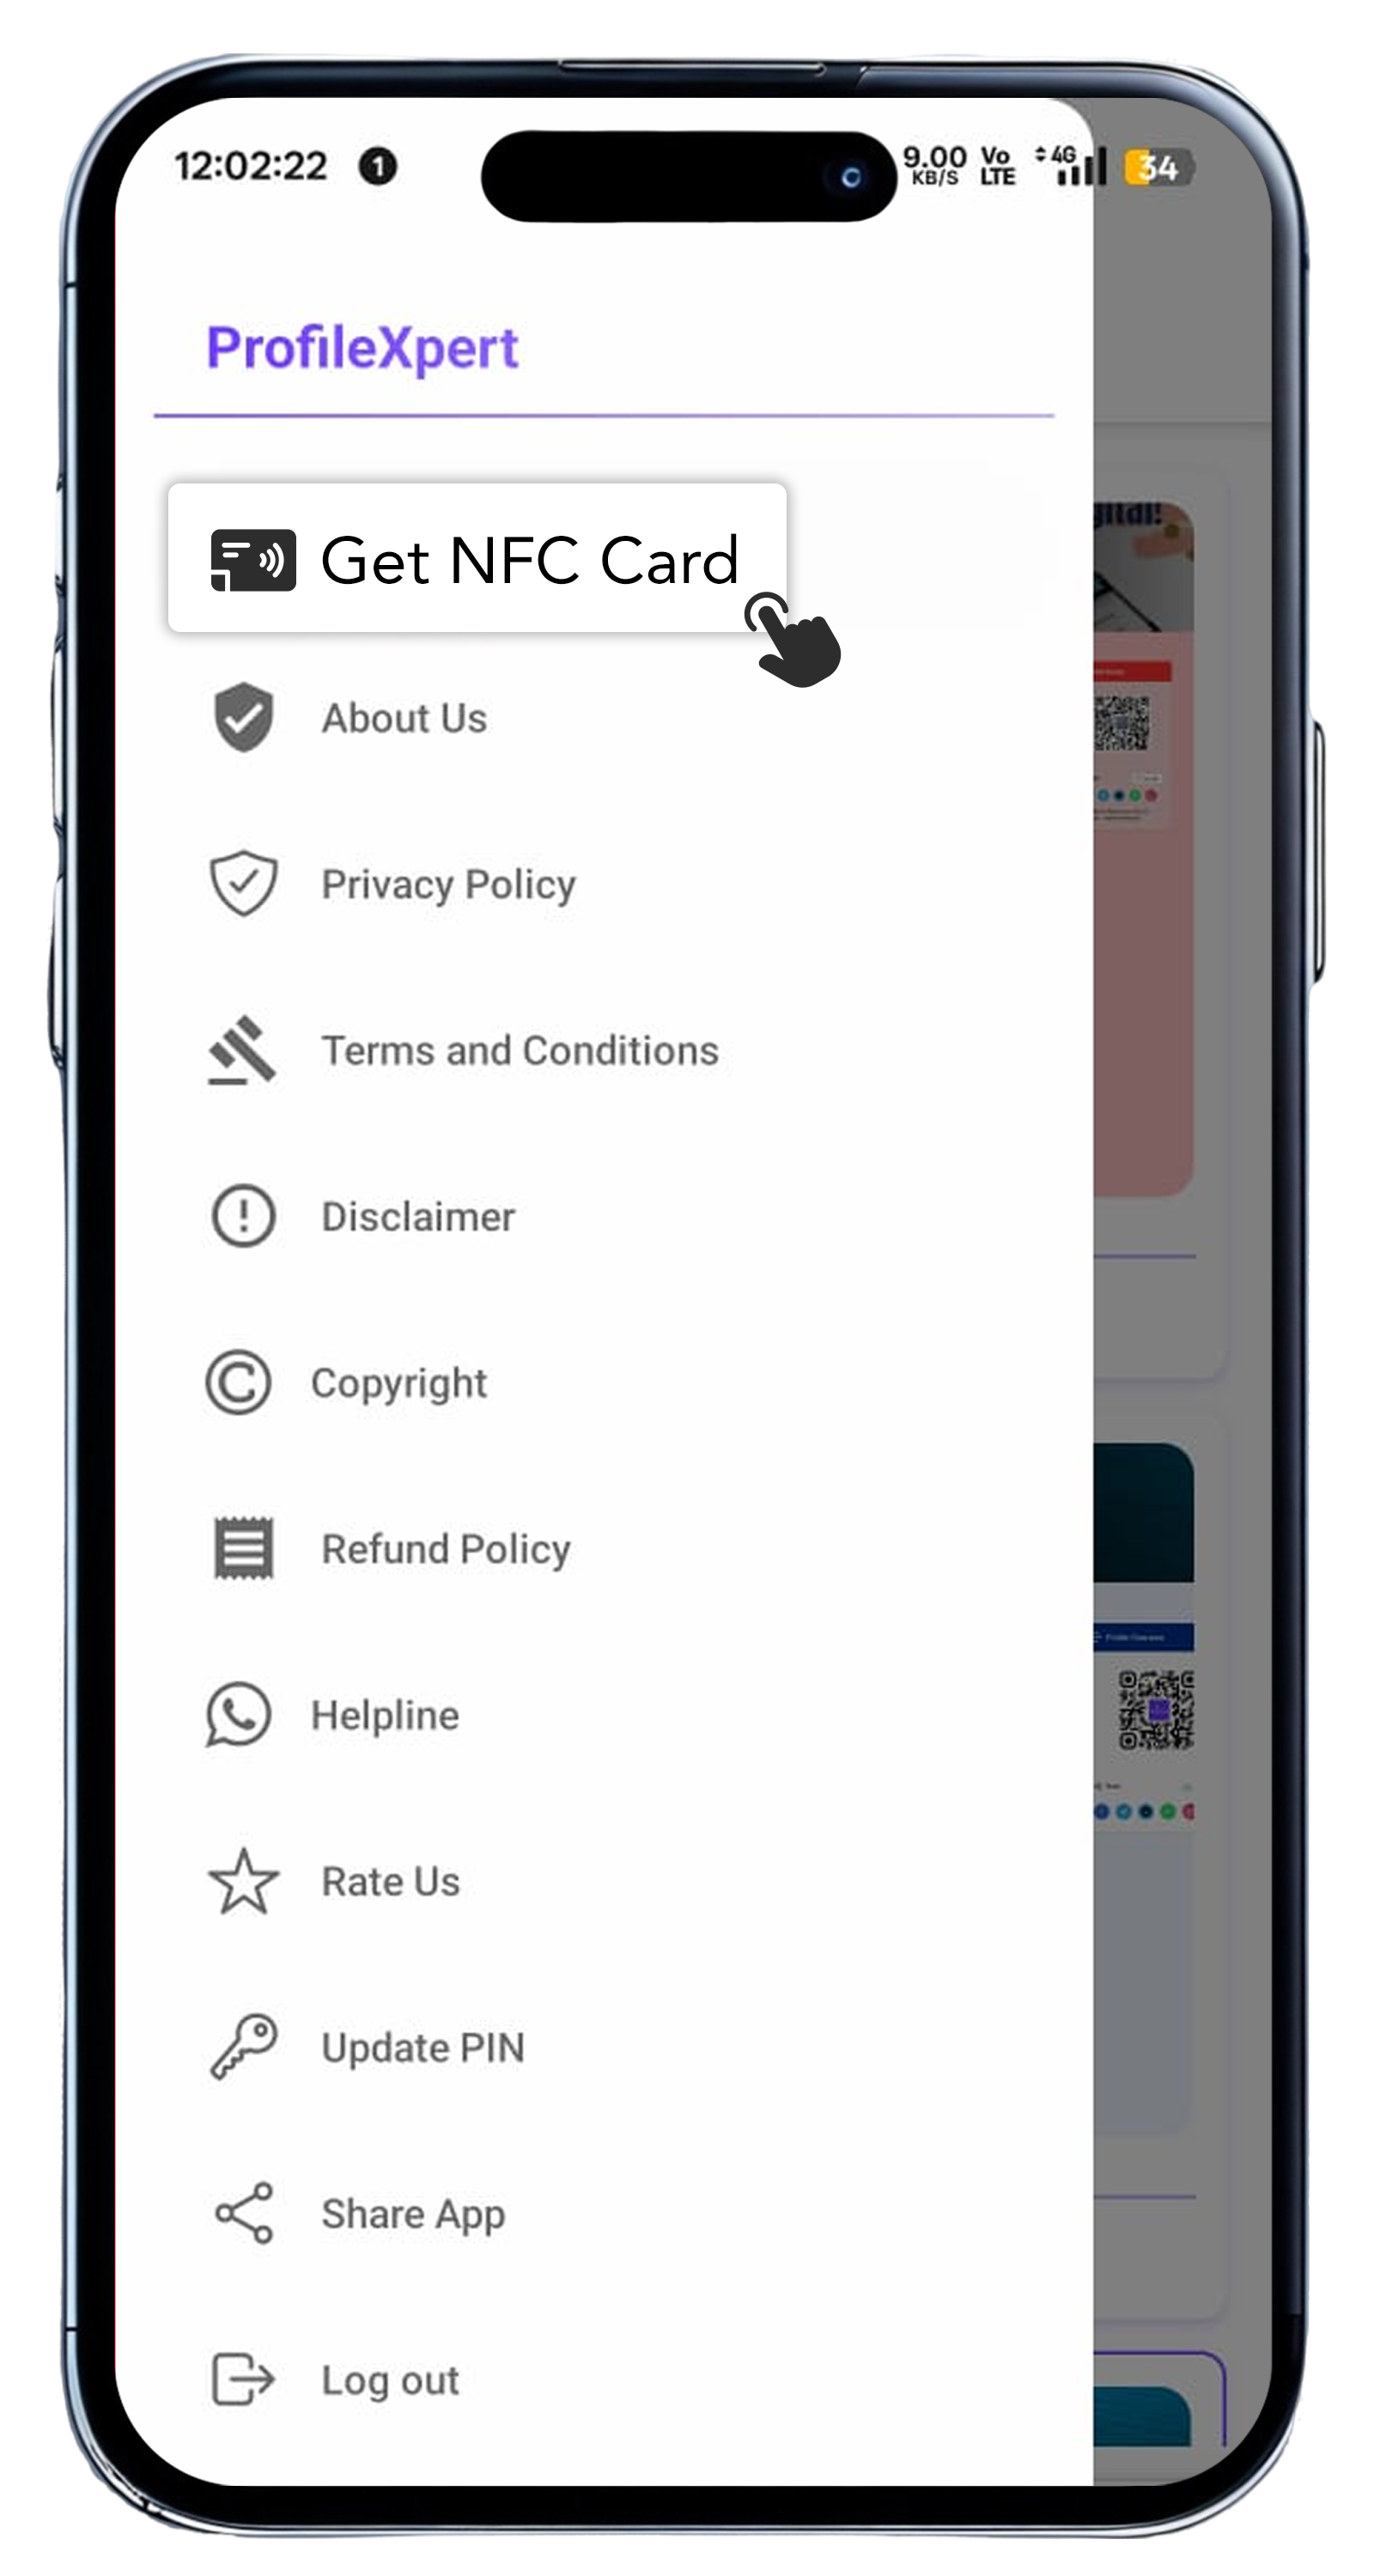 12:02:22 1 9.00 KB/S Vo LTE 4G 34
ProfileXpert
Get NFC Card
About Us
Privacy Policy
Terms and Conditions
Disclaimer
Copyright
Refund Policy
Helpline
Rate Us
Update PIN
Share App
Log out